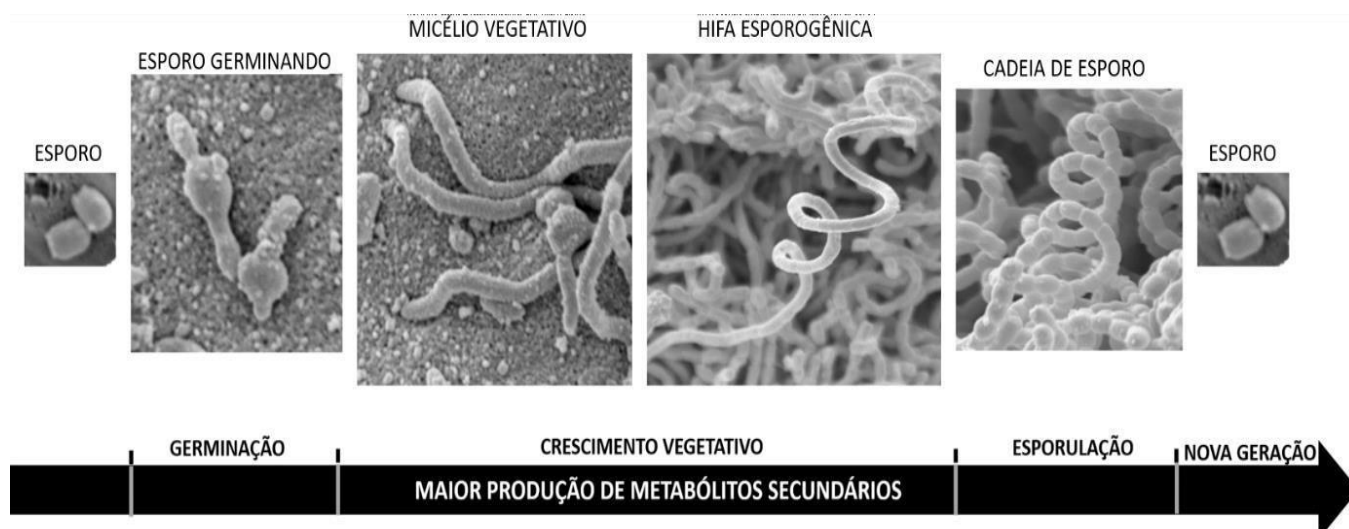 MICÉLIO VEGETATIVO
HIFA ESPOROGÊNICA
ESPORO GERMINANDO
CADEIA DE ESPORO
ESPORO
ESPORO
GERMINAÇÃO
CRESCIMENTO VEGETATIVO
ESPORULAÇÃO
NOVA GERAÇÃO
MAIOR PRODUÇÃO DE METABÓLITOS SECUNDÁRIOS